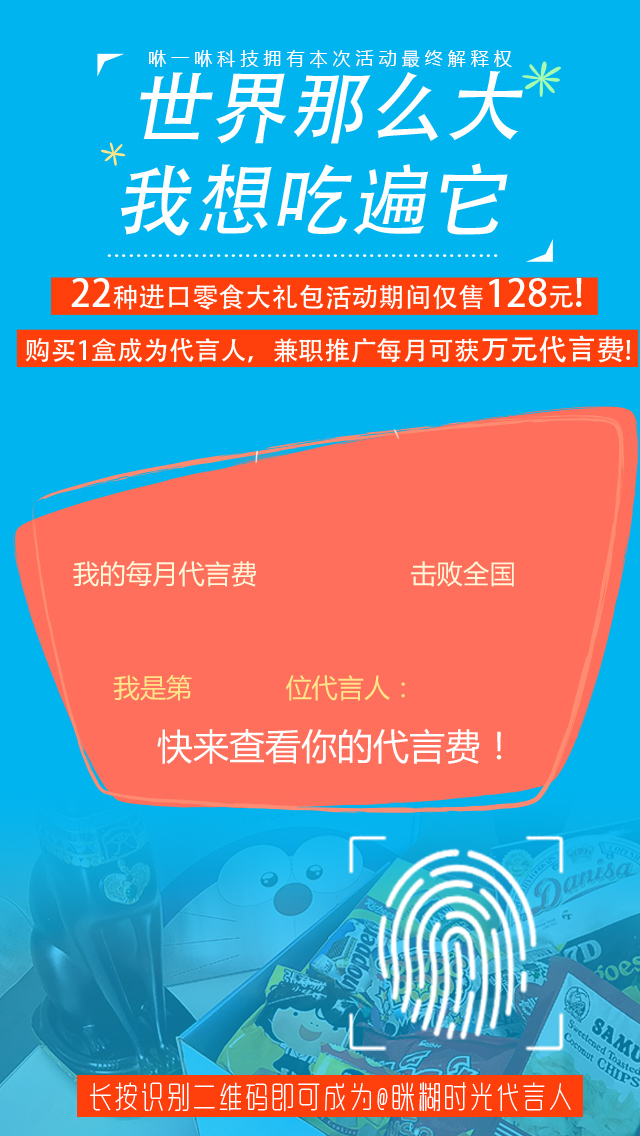 咻一咻科技拥有本次活动最终解释权
世界那么大
我想吃遍它
22种进口零食大礼包活动期间仅售128元!
购买1盒成为代言人，兼职推广每月可获万元代言费!
我的每月代言费 击败全国
我是第 位代言人：
快来查看你的代言费！
Danisa
Knoppers
7D
SAMU
Sweetened Toasted
Coconut CHIPS
长按识别二维码即可成为@眯糊时光代言人